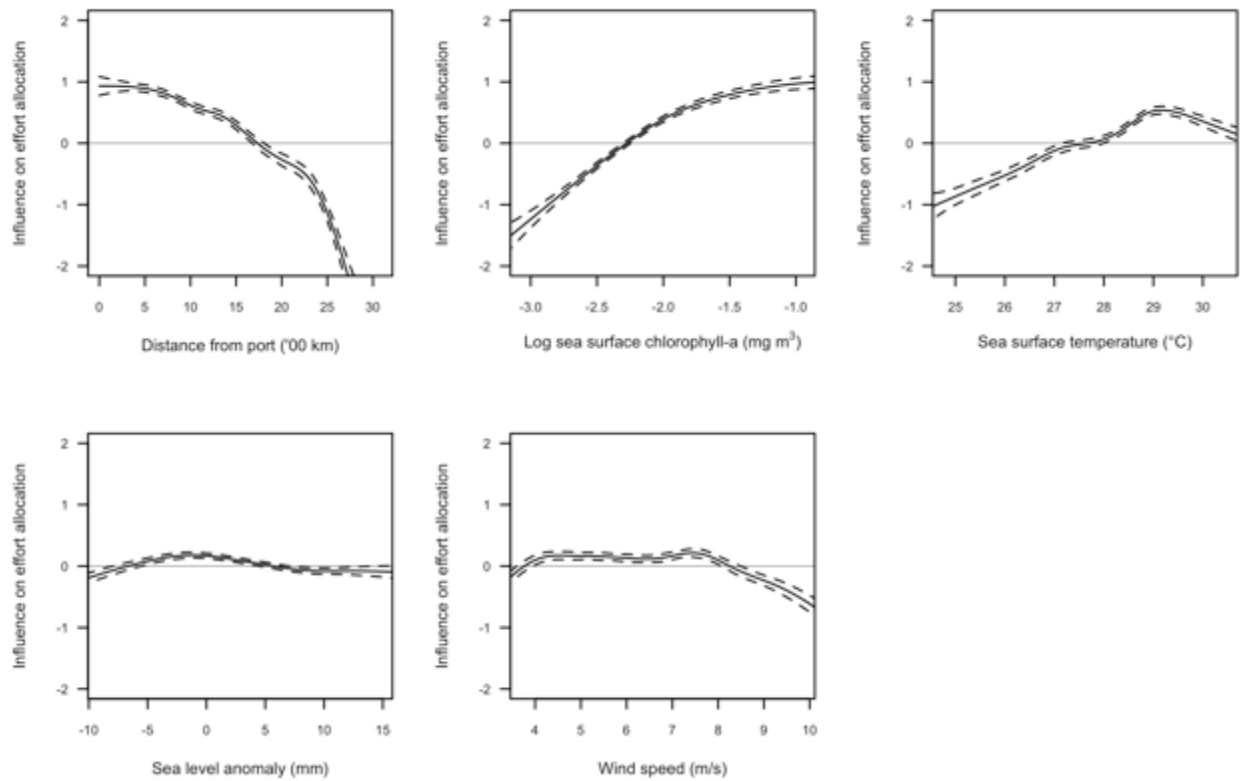 Influence on effort allocation
2
1
0
-1
-2
0 5 10 15 20 25 30
Distance from port ('00 km)
Influence on effort allocation
2
1
0
-1
-2
-3.0 -2.5 -2.0 -1.5 -1.0
Log sea surface chlorophyll-a (mg m³)
Influence on effort allocation
2
1
0
-1
-2
25 26 27 28 29 30
Sea surface temperature (°C)
Influence on effort allocation
2
1
0
-1
-2
-10 -5 0 5 10 15
Sea level anomaly (mm)
Influence on effort allocation
2
1
0
-1
-2
4 5 6 7 8 9 10
Wind speed (m/s)